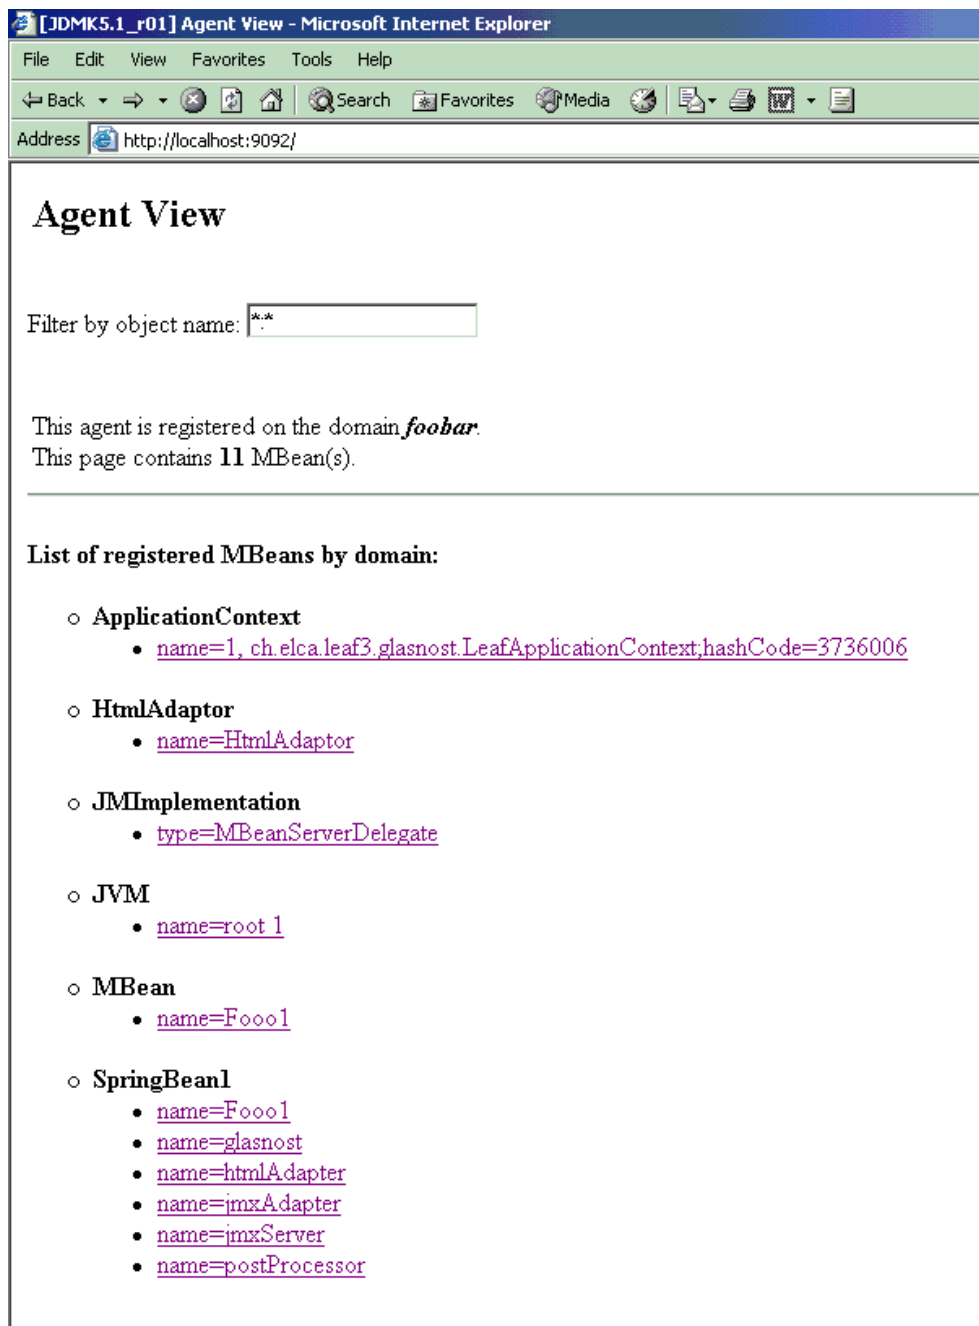 [JDMK5.1_r01] Agent View - Microsoft Internet Explorer
File Edit View Favorites Tools Help
Back Search Favorites Media
Address http://localhost:9092/
Agent View
Filter by object name: *:*
This agent is registered on the domain foobar.
This page contains 11 MBean(s).
List of registered MBeans by domain:
ApplicationContext
name=1, ch.elca.leaf3.glasnost.LeafApplicationContext;hashCode=3736006
HtmlAdaptor
name=HtmlAdaptor
JMImplementation
type=MBeanServerDelegate
JVM
name=root 1
MBean
name=Fooo1
SpringBean1
name=Fooo1
name=glasnost
name=htmlAdapter
name=jmxAdapter
name=jmxServer
name=postProcessor